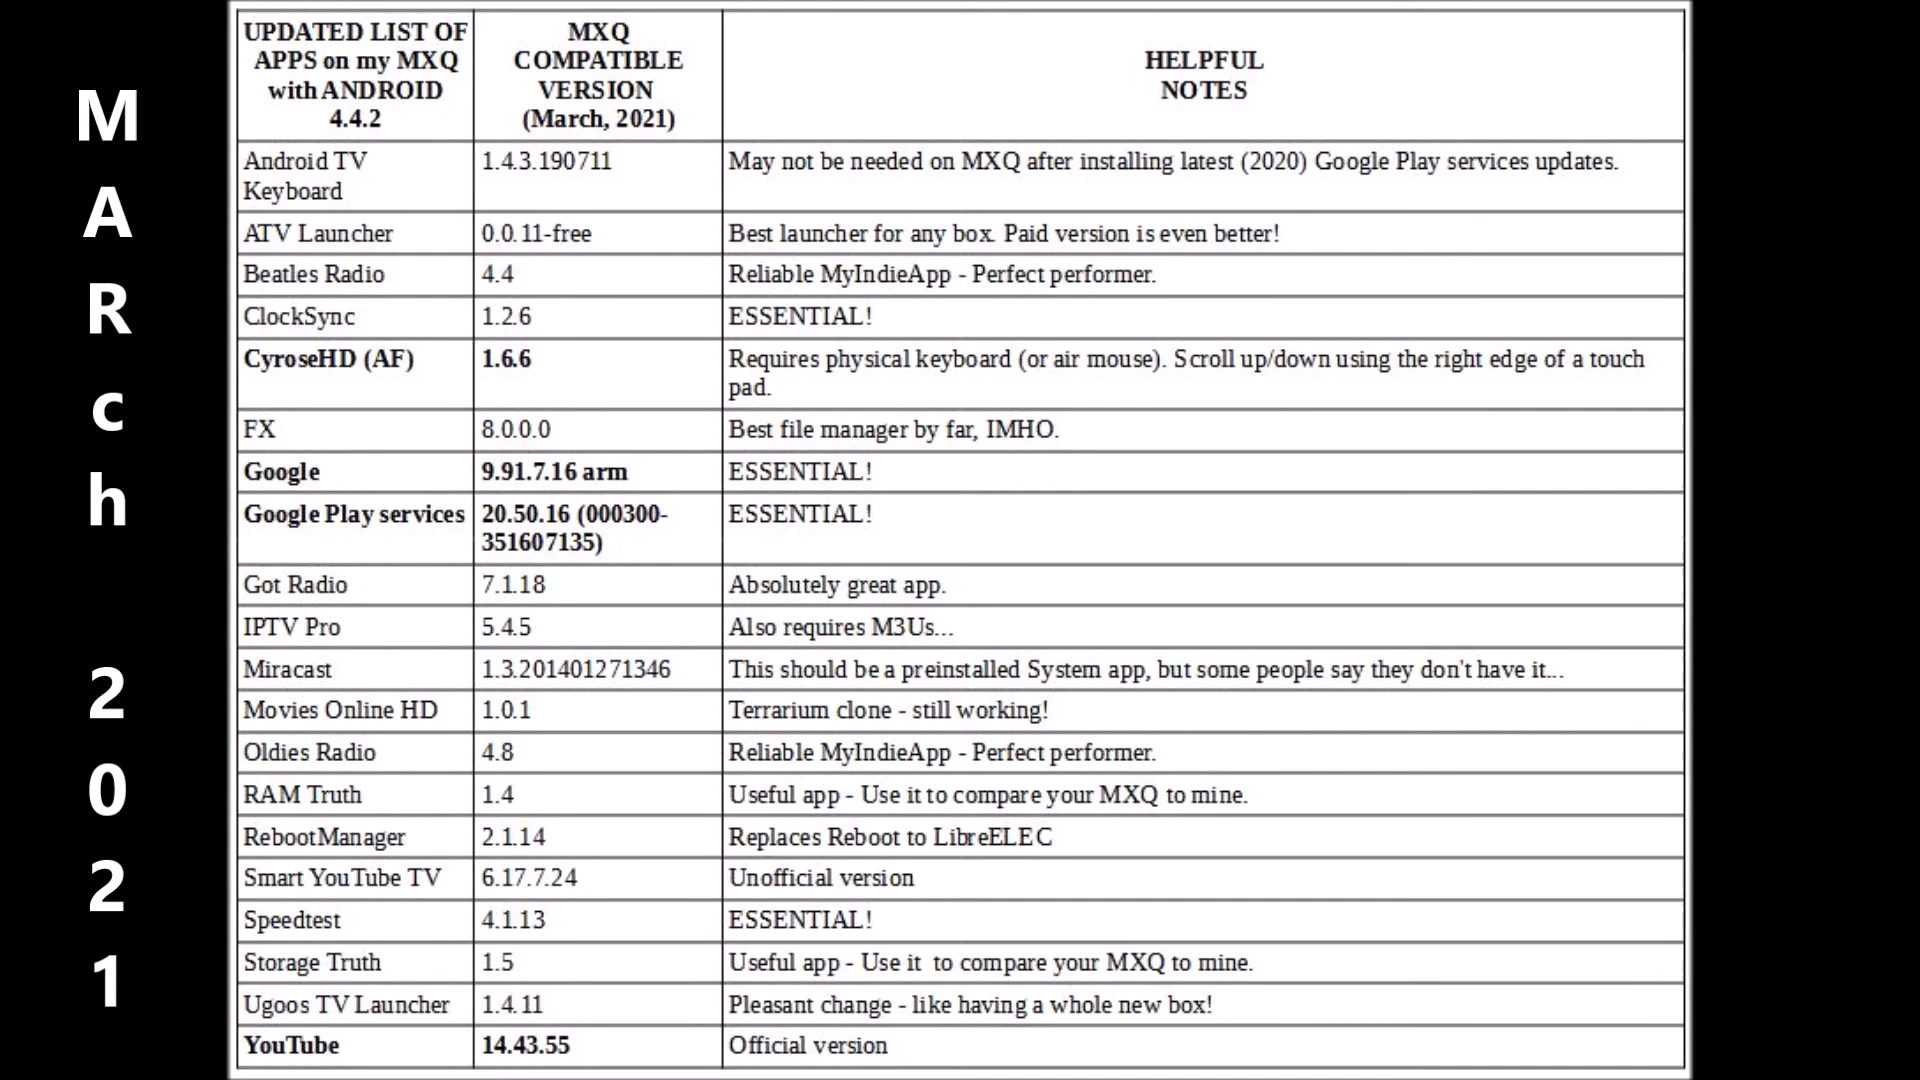 M
A
R
c
h
2
0
2
1
UPDATED LIST OF
APPS on my MXQ
with ANDROID
4.4.2
MXQ
COMPATIBLE
VERSION
(March, 2021)
HELPFUL
NOTES
Android TV
Keyboard
1.4.3.190711
May not be needed on MXQ after installing latest (2020) Google Play services updates.
ATV Launcher
0.0.11-free
Best launcher for any box. Paid version is even better!
Beatles Radio
4.4
Reliable MyIndieApp - Perfect performer.
ClockSync
1.2.6
ESSENTIAL!
CyroseHD (AF)
1.6.6
Requires physical keyboard (or air mouse). Scroll up/down using the right edge of a touch
pad.
FX
8.0.0.0
Best file manager by far, IMHO.
Google
9.91.7.16 arm
ESSENTIAL!
Google Play services
20.50.16 (000300-
351607135)
ESSENTIAL!
Got Radio
7.1.18
Absolutely great app.
IPTV Pro
5.4.5
Also requires M3Us...
Miracast
1.3.201401271346
This should be a preinstalled System app, but some people say they don't have it...
Movies Online HD
1.0.1
Terrarium clone - still working!
Oldies Radio
4.8
Reliable MyIndieApp - Perfect performer.
RAM Truth
1.4
Useful app - Use it to compare your MXQ to mine.
RebootManager
2.1.14
Replaces Reboot to LibreELEC
Smart YouTube TV
6.17.7.24
Unofficial version
Speedtest
4.1.13
ESSENTIAL!
Storage Truth
1.5
Useful app - Use it to compare your MXQ to mine.
Ugoos TV Launcher
1.4.11
Pleasant change - like having a whole new box!
YouTube
14.43.55
Official version